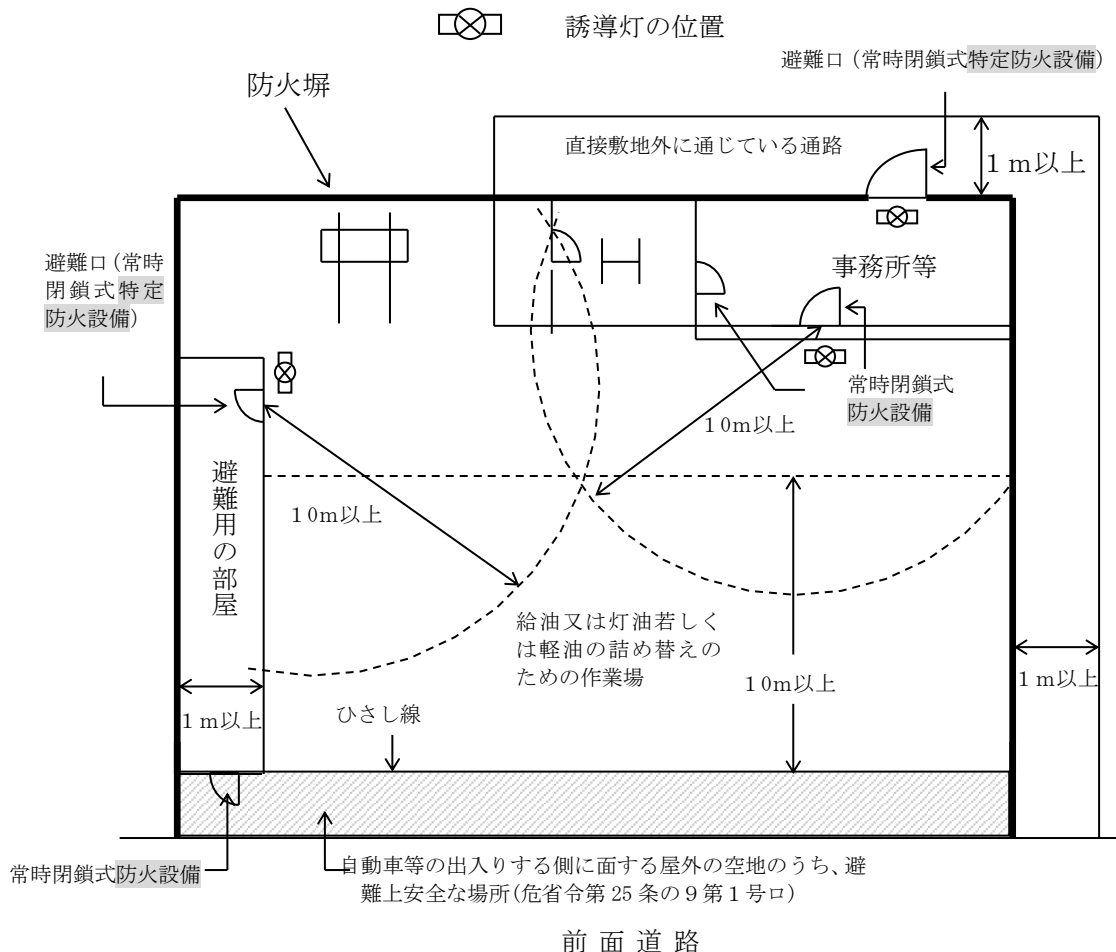 誘導灯の位置
避難口(常時閉鎖式特定防火設備)
防火塀
直接敷地外に通じている通路
1m以上
避難口(常時
閉鎖式特定
防火設備)
事務所等
常時閉鎖式
防火設備
10m以上
避難用の部屋
10m以上
給油又は灯油若しく
は軽油の詰め替えの
ための作業場
10m以上
1m以上
1m以上
ひさし線
常時閉鎖式防火設備
自動車等の出入りする側に面する屋外の空地のうち、避
難上安全な場所(危省令第25条の9第1号ロ)
前面道路